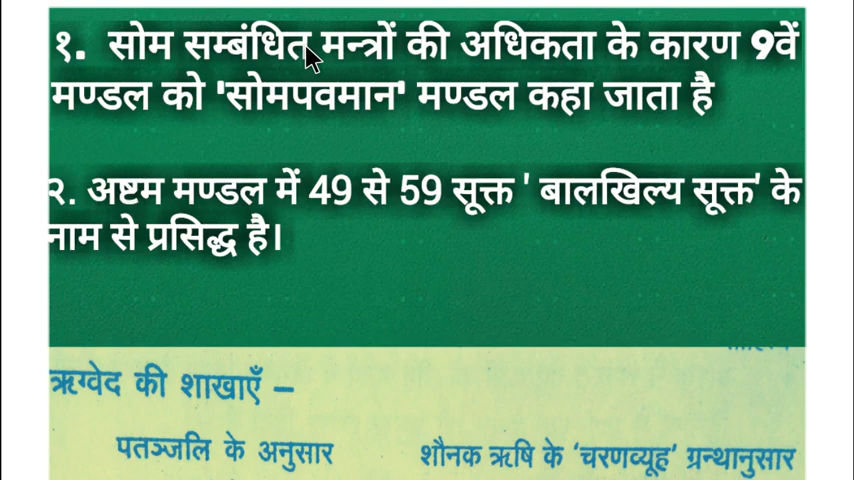 १. सोम सम्बंधित मन्त्रों की अधिकता के कारण 9वें
मण्डल को 'सोमपवमान' मण्डल कहा जाता है
२. अष्टम मण्डल में 49 से 59 सूक्त ' बालखिल्य सूक्त' के
नाम से प्रसिद्ध है।
ऋग्वेद की शाखाएँ –
पतञ्जलि के अनुसार शौनक ऋषि के 'चरणव्यूह' ग्रन्थानुसार